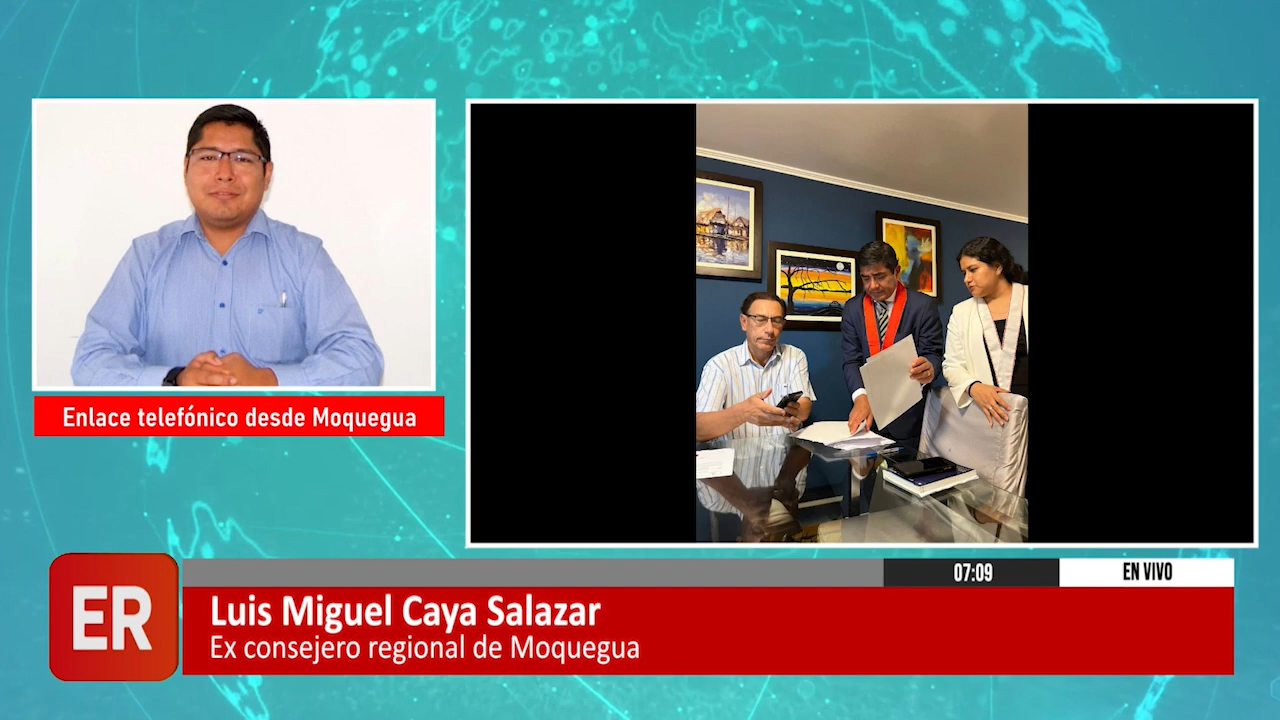 Enlace telefónico desde Moquegua
07:09
EN VIVO
ER
Luis Miguel Caya Salazar
Ex consejero regional de Moquegua